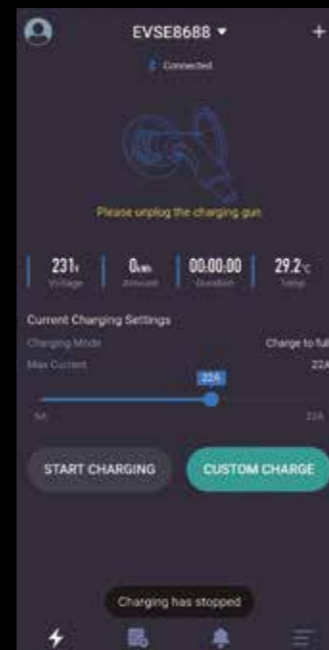 EVSE8688 ▼ +
Connected
Please unplug the charging gun
231v 0kWh 00:00:00 29.2℃
Voltage Amount Duration Temp
Current Charging Settings
Charging Mode Charge to full
Max Current 22A
22A
6A 22A
START CHARGING CUSTOM CHARGE
Charging has stopped